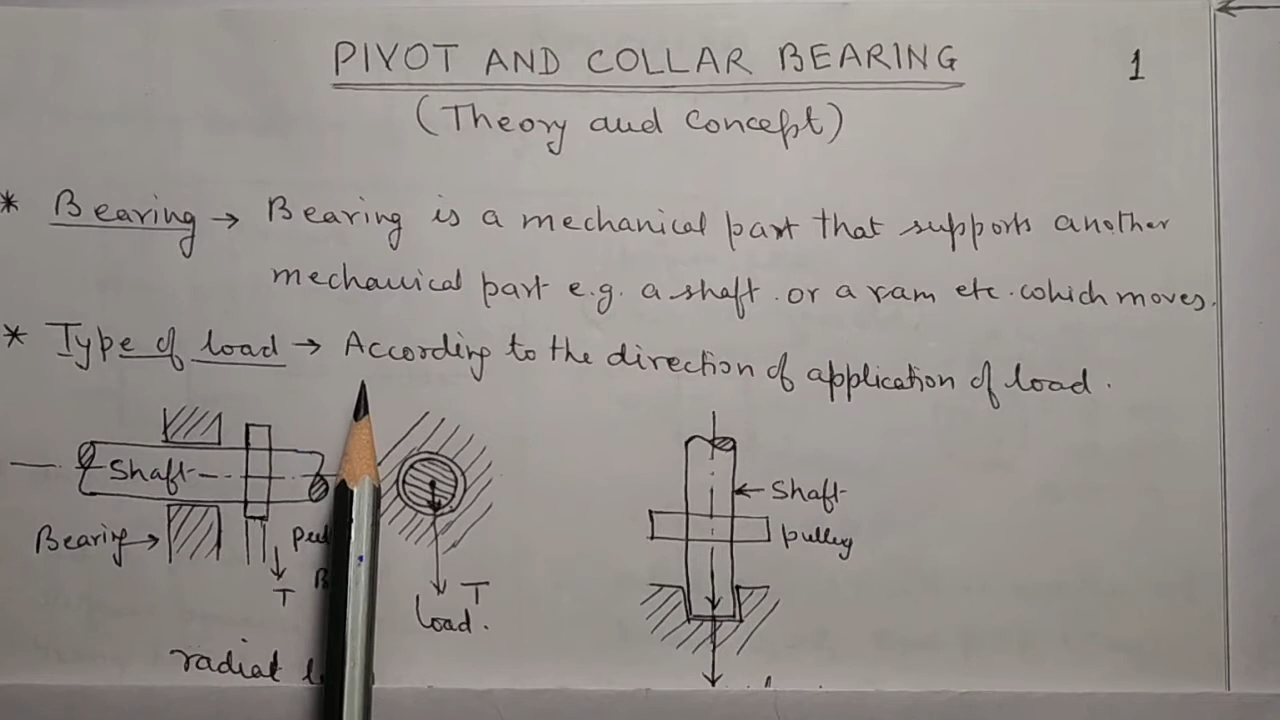 PIVOT AND COLLAR BEARING
1
(Theory and Concept)
* Bearing → Bearing is a mechanical part that supports another
mechanical part e.g. a shaft. or a ram etc. which moves.
* Type of load → According to the direction of application of load.
Shaft
Bearing →
T
T
load.
← Shaft
pulley
radial